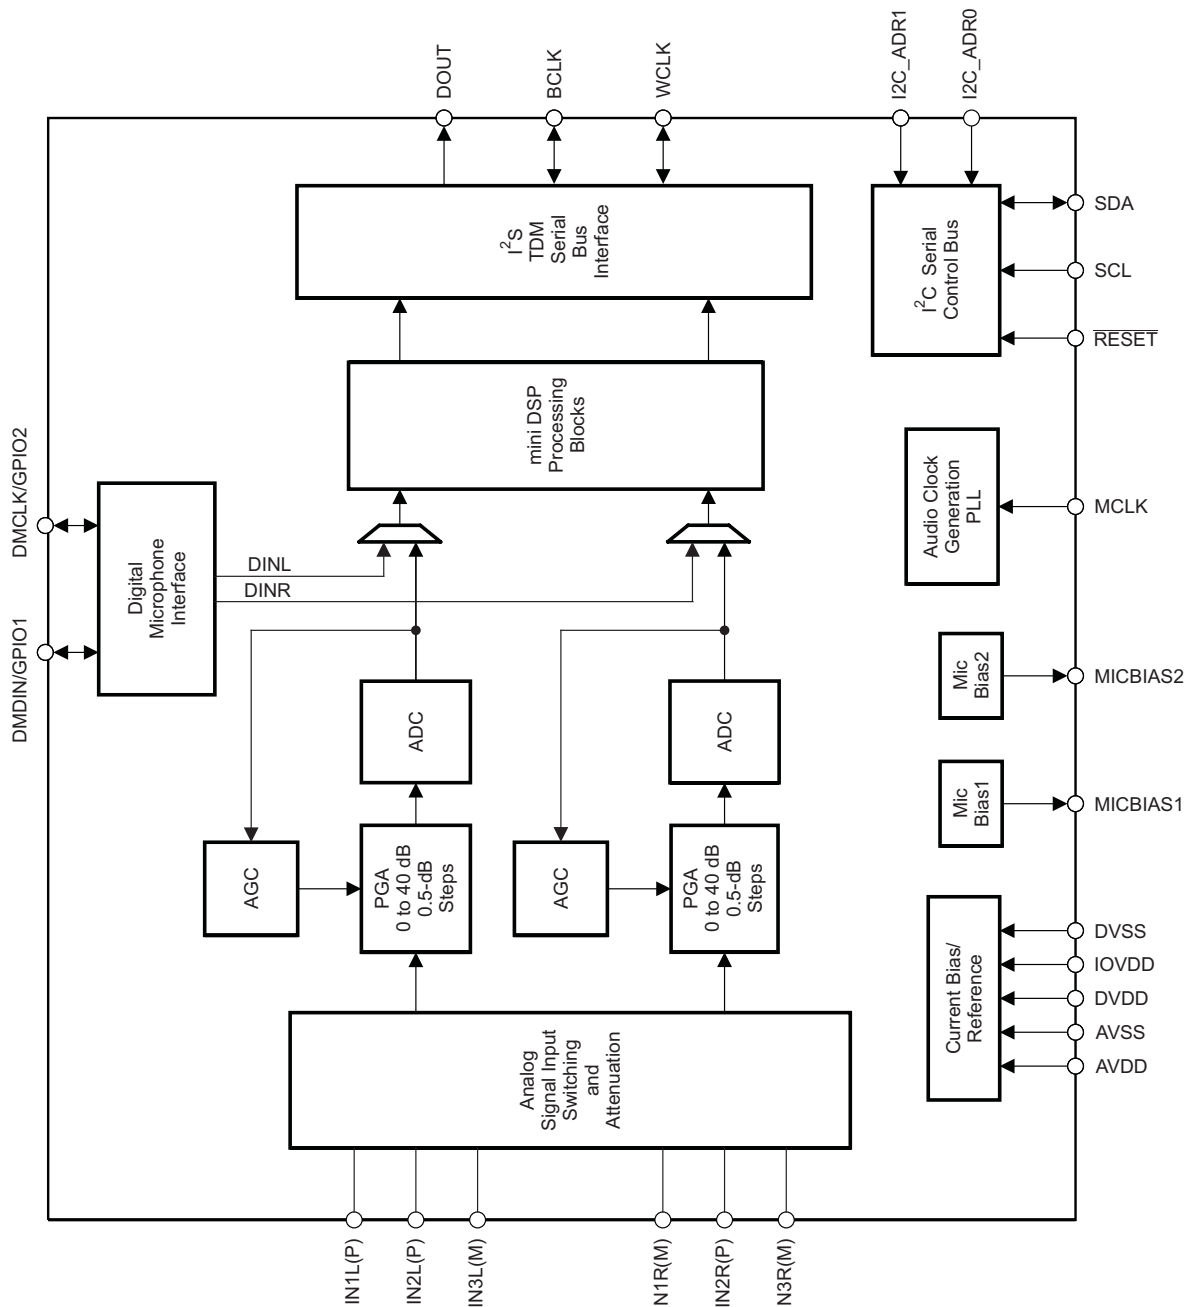 DOUT
BCLK
WCLK
I2C_ADR1
I2C_ADR0
I²S
TDM
Serial
Bus
Interface
I²C Serial
Control Bus
SDA
SCL
RESET
mini DSP
Processing
Blocks
DMCLK/GPIO2
DMDIN/GPIO1
Digital
Microphone
Interface
DINL
DINR
Audio Clock
Generation
PLL
MCLK
Mic
Bias2
MICBIAS2
ADC
ADC
Mic
Bias1
MICBIAS1
AGC
PGA
0 to 40 dB
0.5-dB
Steps
AGC
PGA
0 to 40 dB
0.5-dB
Steps
Current Bias/
Reference
DVSS
IOVDD
DVDD
AVSS
AVDD
Analog
Signal Input
Switching
and
Attenuation
IN1L(P)
IN2L(P)
IN3L(M)
N1R(M)
IN2R(P)
N3R(M)